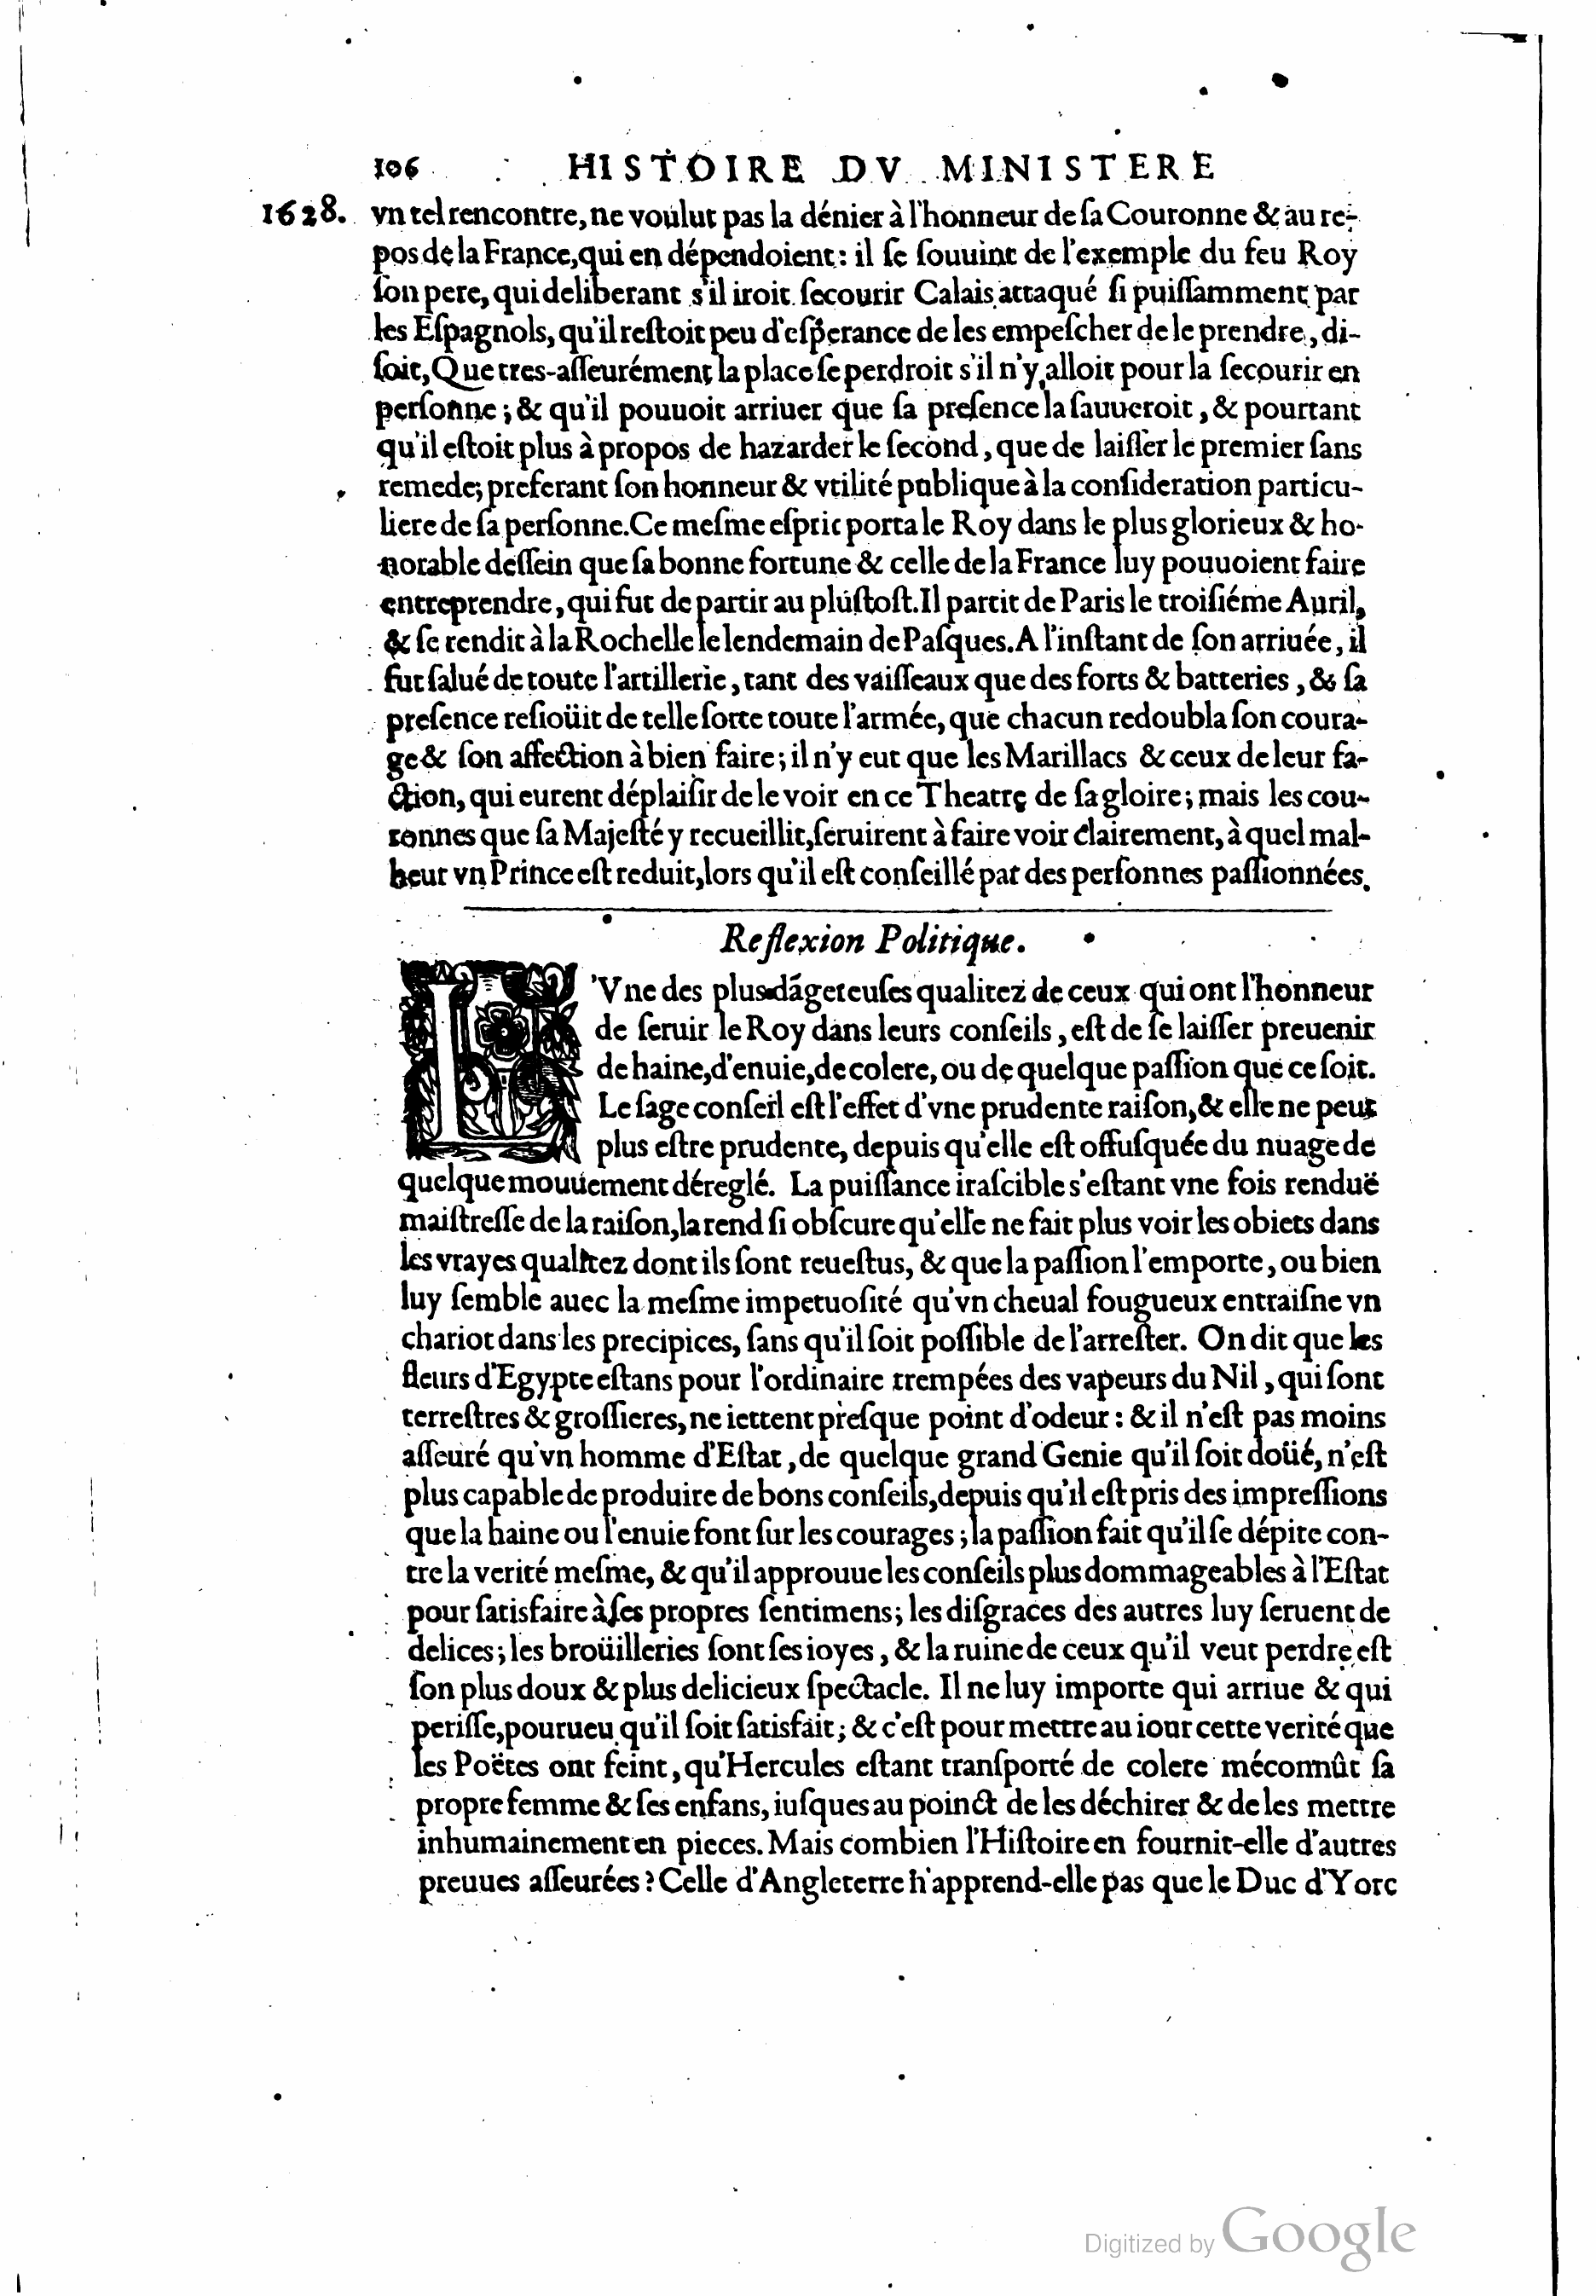 106 HISTOIRE DV MINISTERE
1628. vn tel rencontre, ne voulut pas la dénier à l'honneur de ſa Couronne & au re-
pos de la France, qui en dépendoient : il ſe ſouuint de l'exemple du feu Roy
ſon pere, qui deliberant s'il iroit ſecourir Calais attaqué ſi puiſſamment par
les Eſpagnols, qu'il reſtoit peu d'eſperance de les empeſcher de le prendre, di-
ſoit, Que tres-aſſeurément la place ſe perdroit s'il n'y alloit pour la ſecourir en
perſonne ; & qu'il pouuoit arriuer que ſa preſence la ſauueroit, & pourtant
qu'il eſtoit plus à propos de hazarder le ſecond, que de laiſſer le premier ſans
remede; preferant ſon honneur & vtilité publique à la conſideration particu-
liere de ſa perſonne. Ce meſme eſprit porta le Roy dans le plus glorieux & ho-
norable deſſein que ſa bonne fortune & celle de la France luy pouuoient faire
entreprendre, qui fut de partir au plúſtoſt. Il partit de Paris le troiſiéme Auril,
& ſe rendit à la Rochelle le lendemain de Paſques. A l'inſtant de ſon arriuée, il
fut ſalué de toute l'artillerie, tant des vaiſſeaux que des forts & batteries, & ſa
preſence reſioüit de telle ſorte toute l'armée, que chacun redoubla ſon coura-
ge & ſon affection à bien faire ; il n'y eut que les Marillacs & ceux de leur fa-
ction, qui eurent déplaiſir de le voir en ce Theatre de ſa gloire ; mais les cou-
ronnes que ſa Majeſté y recueillit, ſeruirent à faire voir clairement, à quel mal-
heur vn Prince eſt reduit, lors qu'il eſt conſeillé par des perſonnes paſſionnées.
Reflexion Politique.
L'Vne des plus dãgereuſes qualitez de ceux qui ont l'honneur
de ſeruir le Roy dans leurs conſeils, eſt de ſe laiſſer preuenir
de haine, d'enuie, de colere, ou de quelque paſſion que ce ſoit.
Le ſage conſeil eſt l'effet d'vne prudente raiſon, & elle ne peut
plus eſtre prudente, depuis qu'elle eſt offuſquée du nuage de
quelque mouuement déreglé. La puiſſance iraſcible s'eſtant vne fois renduë
maiſtreſſe de la raiſon, la rend ſi obſcure qu'elle ne fait plus voir les obiets dans
les vrayes qualitez dont ils ſont reueſtus, & que la paſſion l'emporte, ou bien
luy ſemble auec la meſme impetuoſité qu'vn cheual fougueux entraiſne vn
chariot dans les precipices, ſans qu'il ſoit poſſible de l'arreſter. On dit que les
fleurs d'Egypte eſtans pour l'ordinaire trempées des vapeurs du Nil, qui ſont
terreſtres & groſſieres, ne iettent preſque point d'odeur : & il n'eſt pas moins
aſſeuré qu'vn homme d'Eſtat, de quelque grand Genie qu'il ſoit doüé, n'eſt
plus capable de produire de bons conſeils, depuis qu'il eſt pris des impreſſions
que la haine ou l'enuie font ſur les courages ; la paſſion fait qu'il ſe dépite con-
tre la verité meſme, & qu'il approuue les conſeils plus dommageables à l'Eſtat
pour ſatisfaire à ſes propres ſentimens ; les diſgraces des autres luy ſeruent de
delices ; les broüilleries ſont ſes ioyes, & la ruine de ceux qu'il veut perdre eſt
ſon plus doux & plus delicieux ſpectacle. Il ne luy importe qui arriue & qui
periſſe, pourueu qu'il ſoit ſatisfait ; & c'eſt pour mettre au iour cette verité que
les Poëtes ont feint, qu'Hercules eſtant tranſporté de colere méconnût ſa
propre femme & ſes enfans, iuſques au poinct de les déchirer & de les mettre
inhumainement en pieces. Mais combien l'Hiſtoire en fournit-elle d'autres
preuues aſſeurées ? Celle d'Angleterre n'apprend-elle pas que le Duc d'Yorc
Digitized by Google